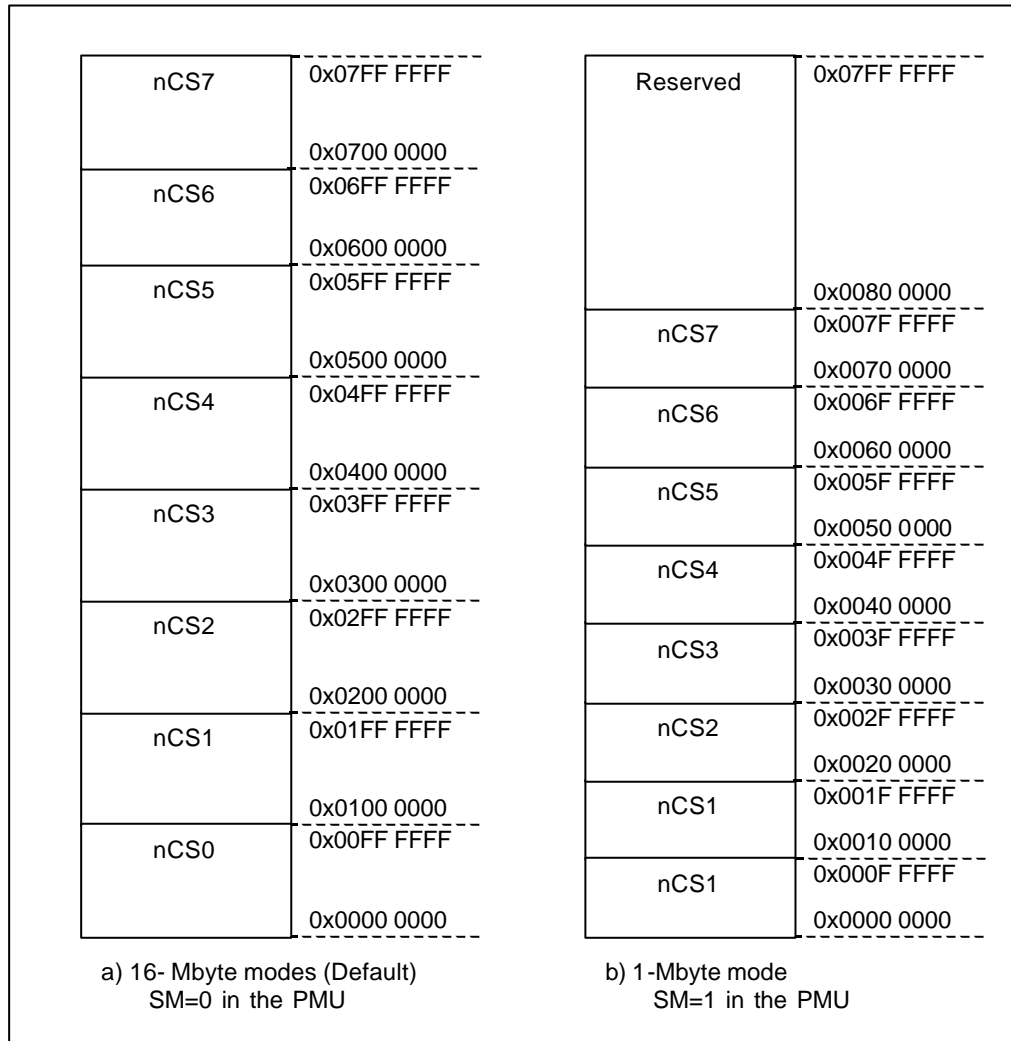 nCS7
0x07FF FFFF
0x0700 0000
nCS6
0x06FF FFFF
0x0600 0000
nCS5
0x05FF FFFF
0x0500 0000
nCS4
0x04FF FFFF
0x0400 0000
nCS3
0x03FF FFFF
0x0300 0000
nCS2
0x02FF FFFF
0x0200 0000
nCS1
0x01FF FFFF
0x0100 0000
nCS0
0x00FF FFFF
0x0000 0000
a) 16- Mbyte modes (Default)
SM=0 in the PMU
Reserved
0x07FF FFFF
0x0080 0000
nCS7
0x007F FFFF
0x0070 0000
nCS6
0x006F FFFF
0x0060 0000
nCS5
0x005F FFFF
0x0050 0000
nCS4
0x004F FFFF
0x0040 0000
nCS3
0x003F FFFF
0x0030 0000
nCS2
0x002F FFFF
0x0020 0000
nCS1
0x001F FFFF
0x0010 0000
nCS1
0x000F FFFF
0x0000 0000
b) 1-Mbyte mode
SM=1 in the PMU